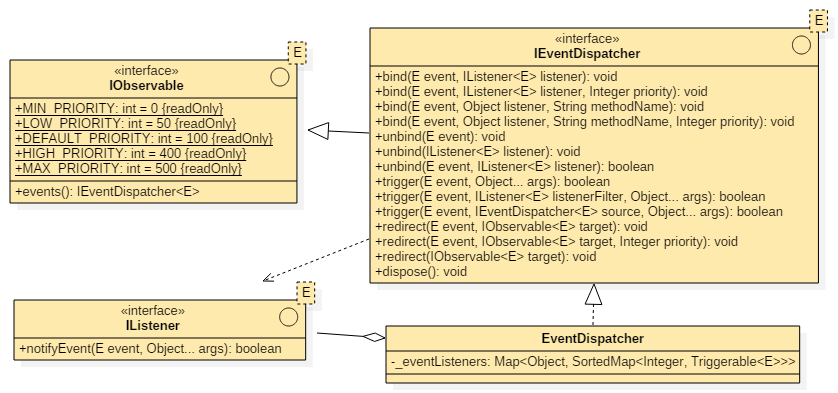 E
«interface»
IObservable
+MIN_PRIORITY: int = 0 {readOnly}
+LOW_PRIORITY: int = 50 {readOnly}
+DEFAULT_PRIORITY: int = 100 {readOnly}
+HIGH_PRIORITY: int = 400 {readOnly}
+MAX_PRIORITY: int = 500 {readOnly}
+events(): IEventDispatcher<E>
E
«interface»
IEventDispatcher
+bind(E event, IListener<E> listener): void
+bind(E event, IListener<E> listener, Integer priority): void
+bind(E event, Object listener, String methodName): void
+bind(E event, Object listener, String methodName, Integer priority): void
+unbind(E event): void
+unbind(IListener<E> listener): void
+unbind(E event, IListener<E> listener): boolean
+trigger(E event, Object... args): boolean
+trigger(E event, IListener<E> listenerFilter, Object... args): boolean
+trigger(E event, IEventDispatcher<E> source, Object... args): boolean
+redirect(E event, IObservable<E> target): void
+redirect(E event, IObservable<E> target, Integer priority): void
+redirect(IObservable<E> target): void
+dispose(): void
E
«interface»
IListener
+notifyEvent(E event, Object... args): boolean
EventDispatcher
-_eventListeners: Map<Object, SortedMap<Integer, Triggerable<E>>>